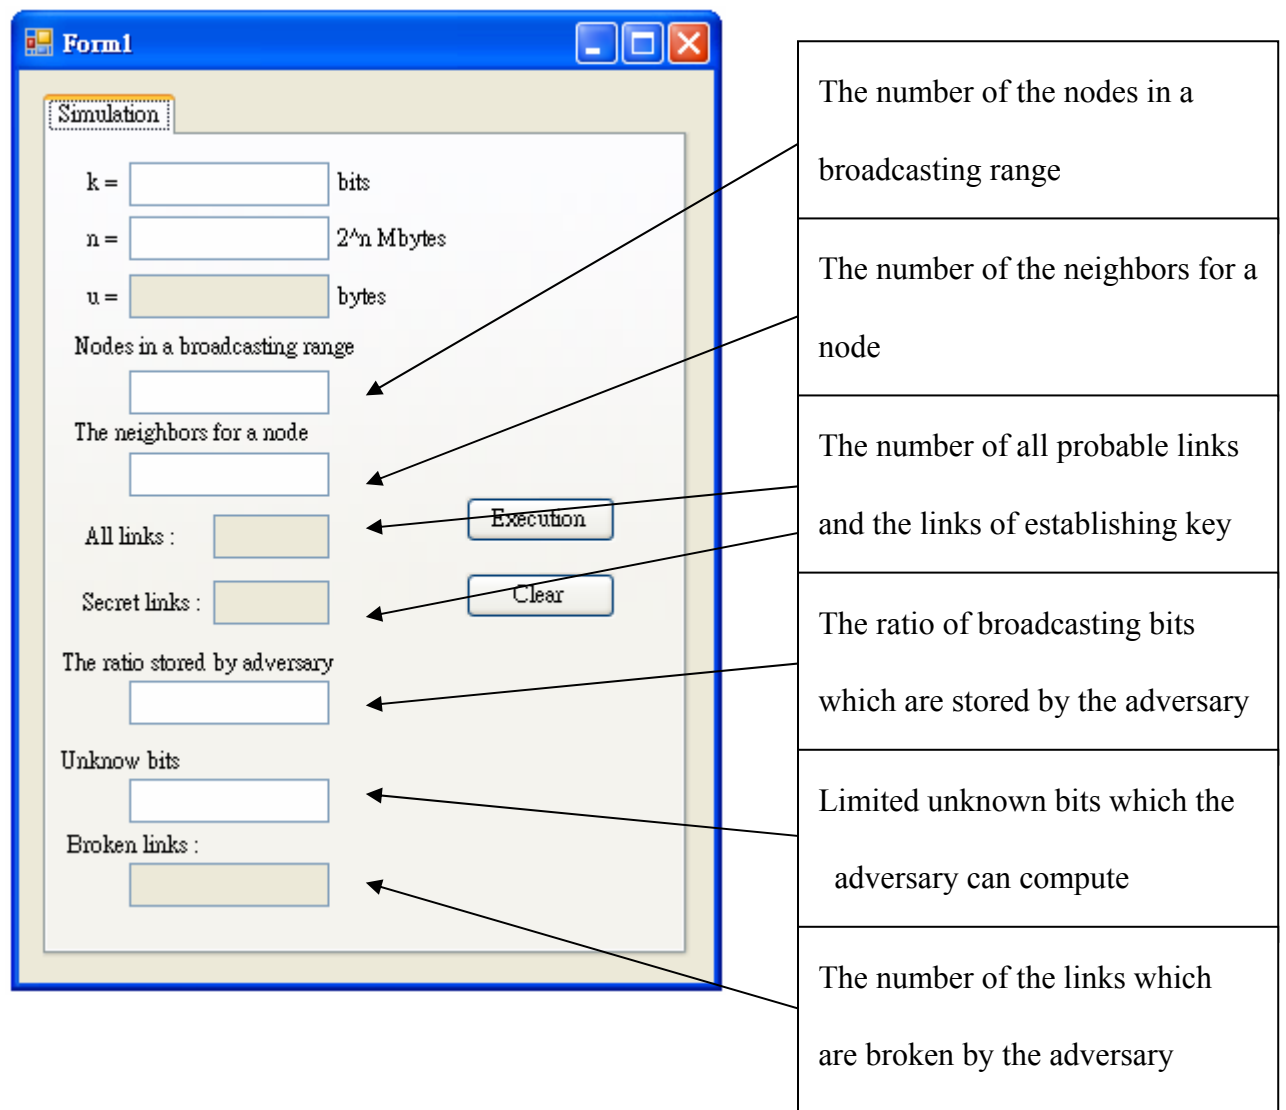 Form1
Simulation
k = bits
n = 2^n Mbytes
u = bytes
Nodes in a broadcasting range
The neighbors for a node
All links :
Execution
Secret links :
Clear
The ratio stored by adversary
Unknow bits
Broken links :
The number of the nodes in a
broadcasting range
The number of the neighbors for a
node
The number of all probable links
and the links of establishing key
The ratio of broadcasting bits
which are stored by the adversary
Limited unknown bits which the
adversary can compute
The number of the links which
are broken by the adversary